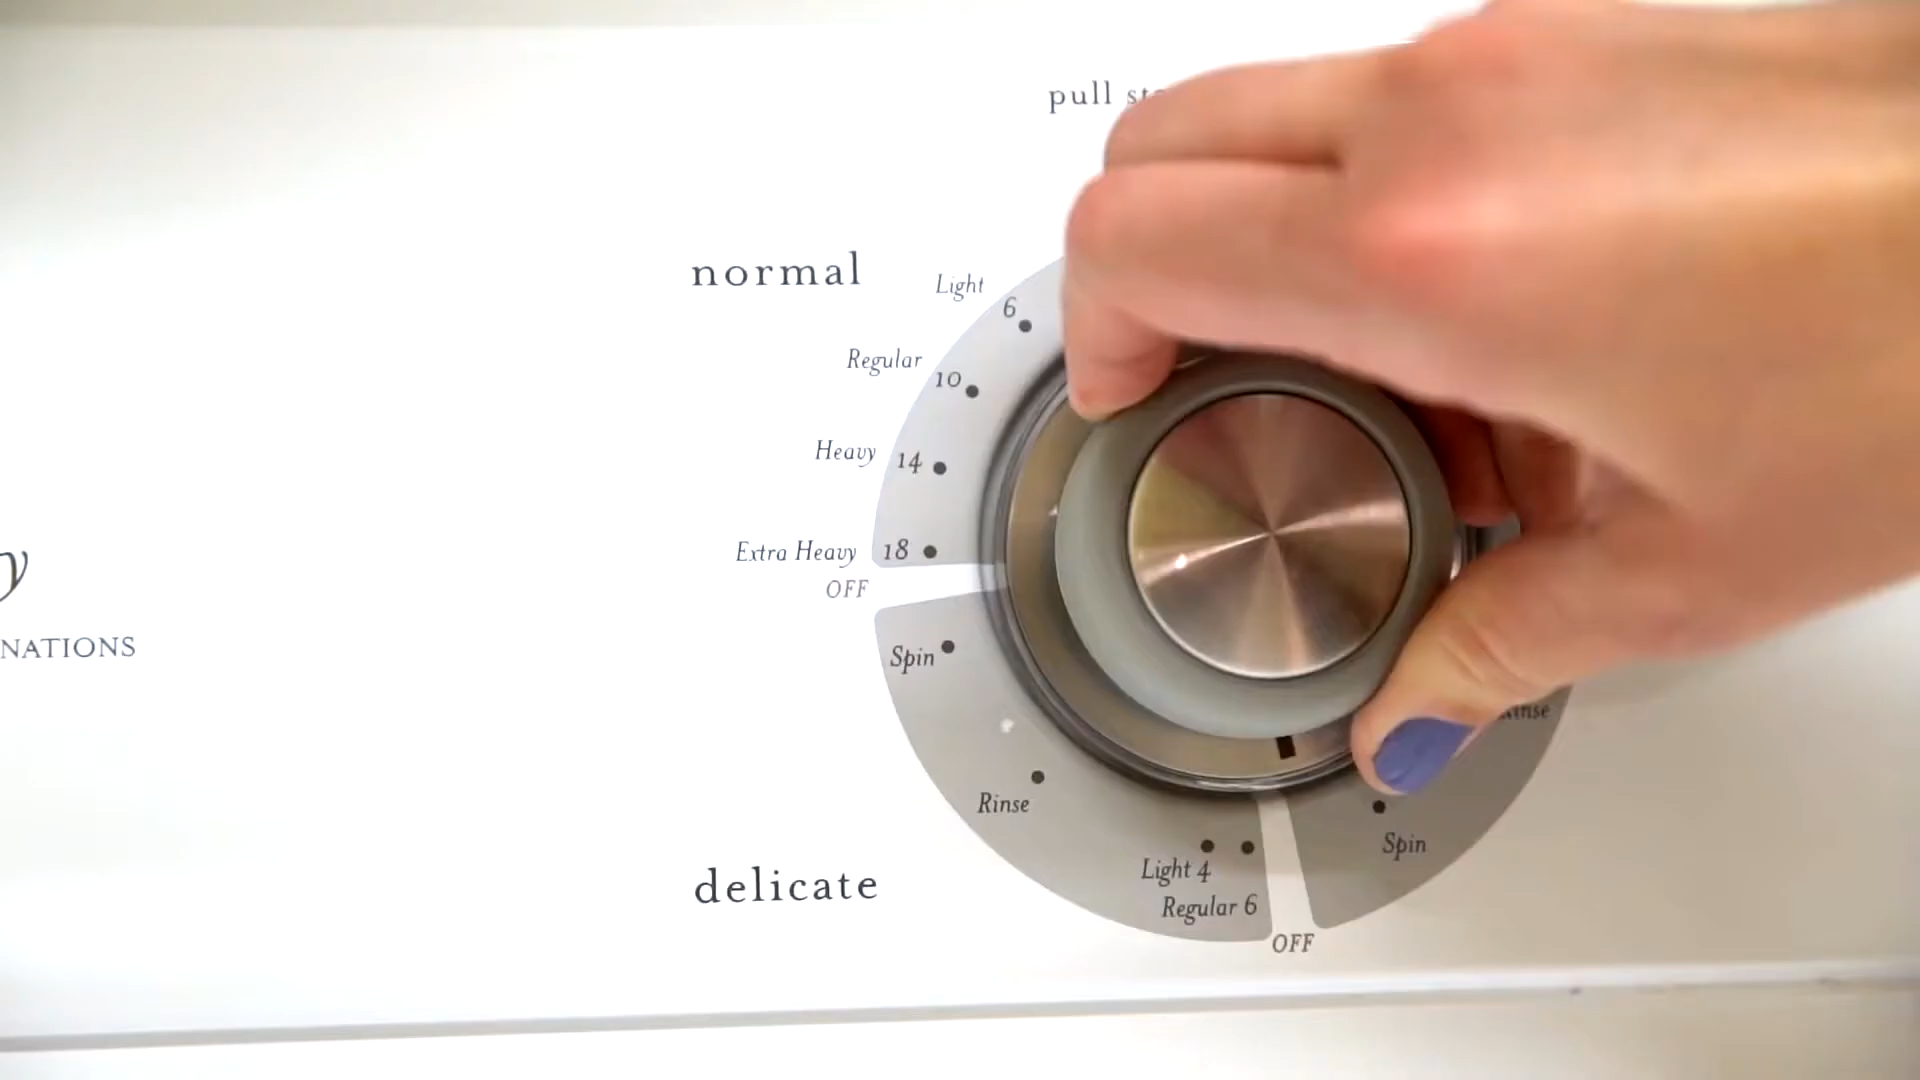 pull
normal
Light
6
Regular
10
Heavy
14
Extra Heavy
18
OFF
NATIONS
Spin
Rinse
Light 4
Regular 6
delicate
OFF
Spin
Rinse